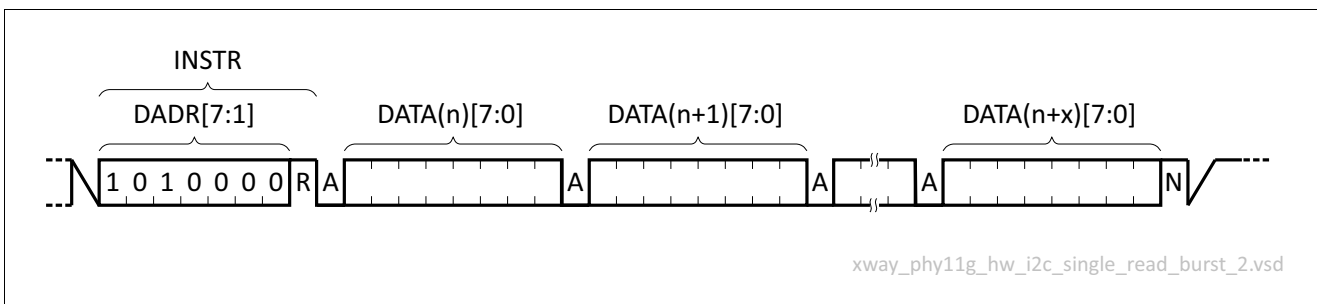 INSTR
DADR[7:1] DATA(n)[7:0] DATA(n+1)[7:0] DATA(n+x)[7:0]
1 0 1 0 0 0 0 R A A A A N
xway_phy11g_hw_i2c_single_read_burst_2.vsd